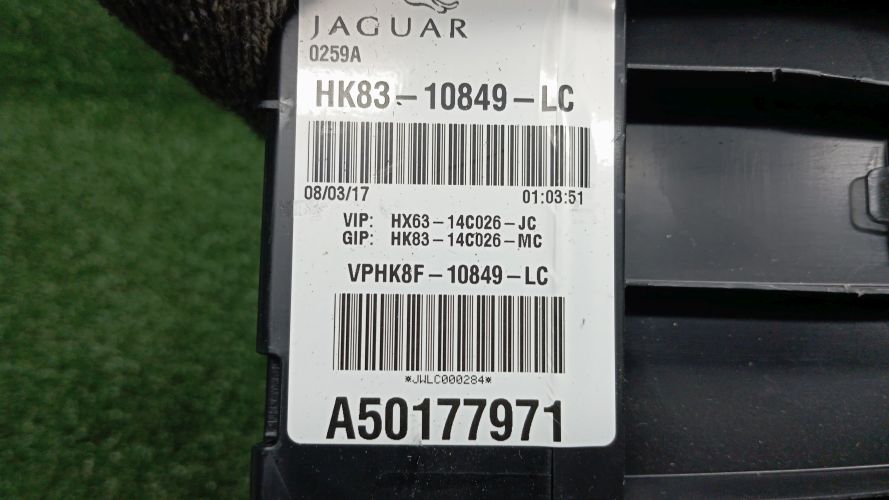 JAGUAR
0259A
HK83-10849-LC
08/03/17 01:03:51
VIP: HX63-14C026-JC
GIP: HK83-14C026-MC
VPHK8F-10849-LC
*JWLC000284*
A50177971